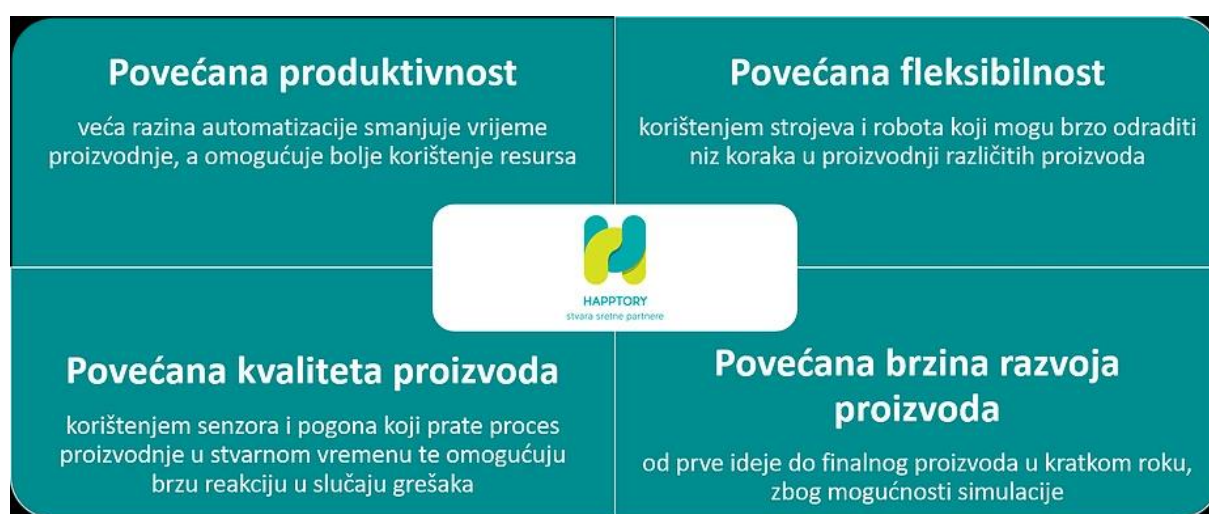 Povećana produktivnost
veća razina automatizacije smanjuje vrijeme
proizvodnje, a omogućuje bolje korištenje resursa
Povećana fleksibilnost
korištenjem strojeva i robota koji mogu brzo odraditi
niz koraka u proizvodnji različitih proizvoda
HAPPTORY
stvara sretne partnere
Povećana kvaliteta proizvoda
korištenjem senzora i pogona koji prate proces
proizvodnje u stvarnom vremenu te omogućuju
brzu reakciju u slučaju grešaka
Povećana brzina razvoja
proizvoda
od prve ideje do finalnog proizvoda u kratkom roku,
zbog mogućnosti simulacije